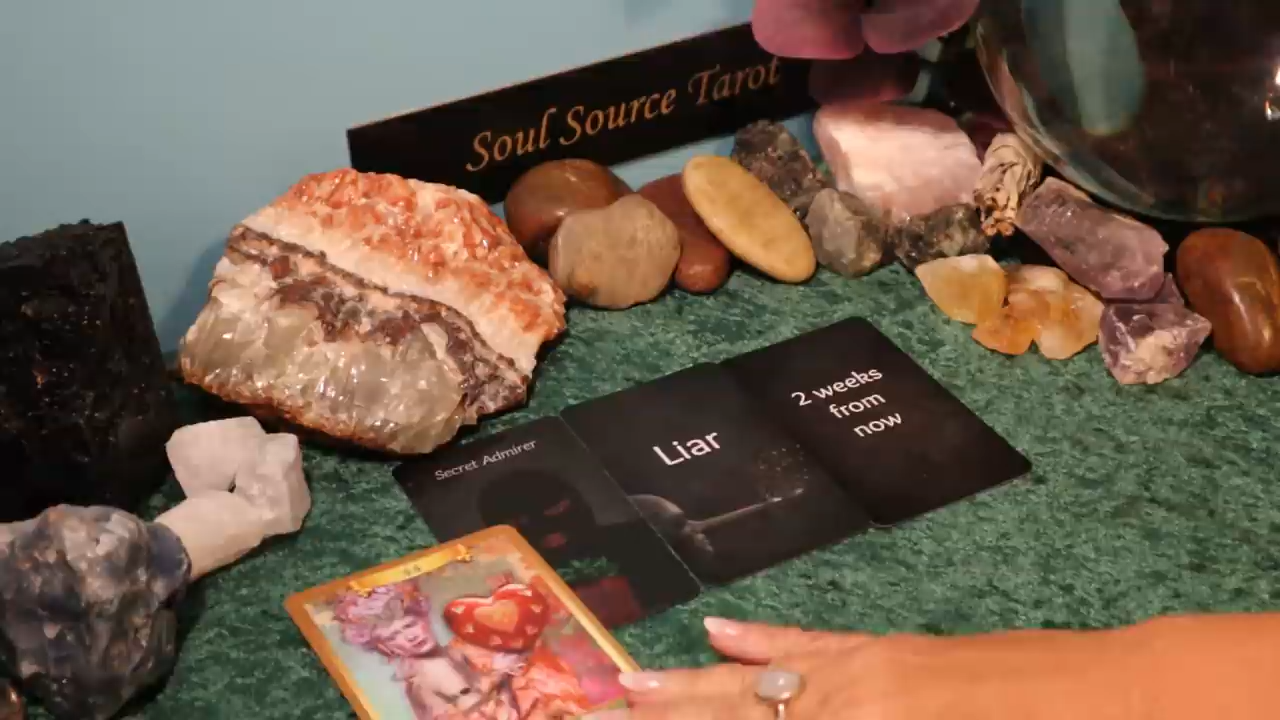 Soul Source Tarot
Secret Admirer
Liar
2 weeks
from
now